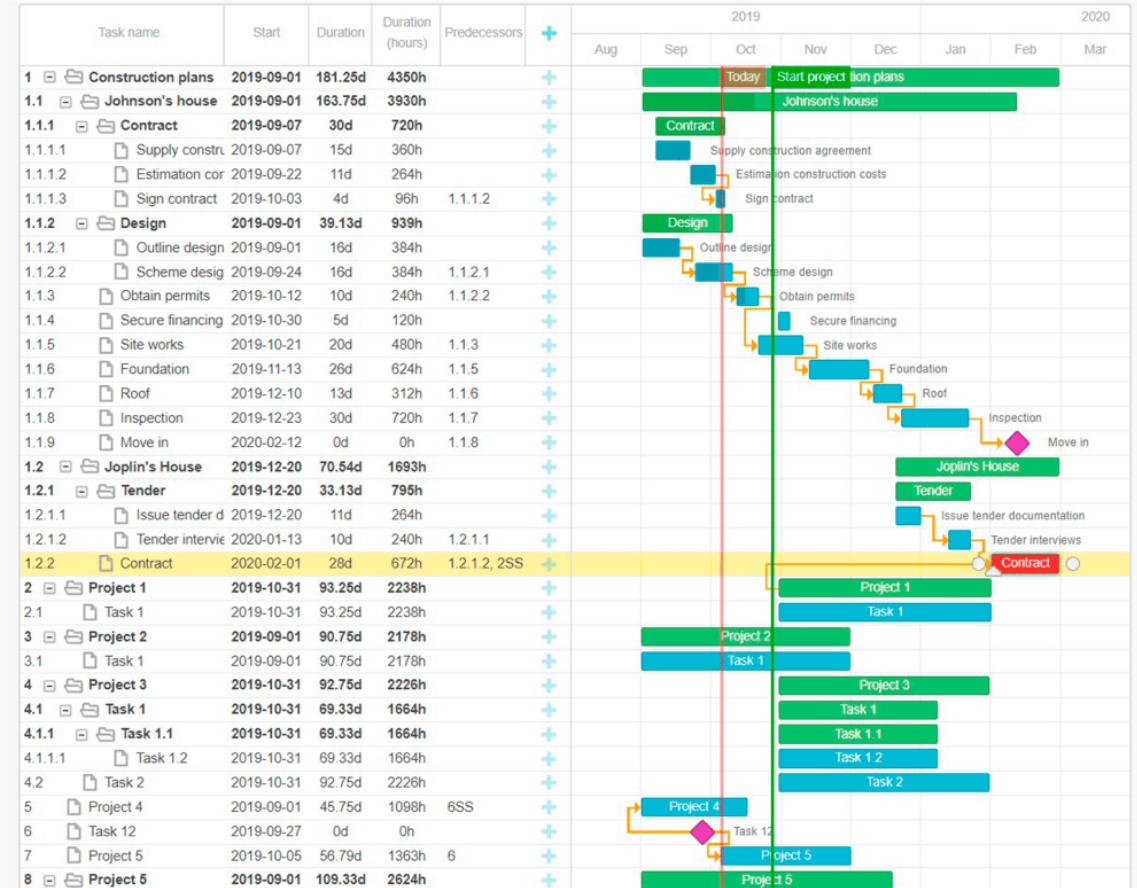 2019 2020
Task name Start Duration Duration (hours) Predecessors
Aug Sep Oct Nov Dec Jan Feb Mar
1 Construction plans 2019-09-01 181.25d 4350h Today Start project tion plans
1.1 Johnson's house 2019-09-01 163.75d 3930h Johnson's house
1.1.1 Contract 2019-09-07 30d 720h Contract
1.1.1.1 Supply constru 2019-09-07 15d 360h Supply construction agreement
1.1.1.2 Estimation cor 2019-09-22 11d 264h Estimation construction costs
1.1.1.3 Sign contract 2019-10-03 4d 96h 1.1.1.2 Sign contract
1.1.2 Design 2019-09-01 39.13d 939h Design
1.1.2.1 Outline design 2019-09-01 16d 384h Outline design
1.1.2.2 Scheme desig 2019-09-24 16d 384h 1.1.2.1 Scheme design
1.1.3 Obtain permits 2019-10-12 10d 240h 1.1.2.2 Obtain permits
1.1.4 Secure financing 2019-10-30 5d 120h Secure financing
1.1.5 Site works 2019-10-21 20d 480h 1.1.3 Site works
1.1.6 Foundation 2019-11-13 26d 624h 1.1.5 Foundation
1.1.7 Roof 2019-12-10 13d 312h 1.1.6 Roof
1.1.8 Inspection 2019-12-23 30d 720h 1.1.7 Inspection
1.1.9 Move in 2020-02-12 0d 0h 1.1.8 Move in
1.2 Joplin's House 2019-12-20 70.54d 1693h Joplin's House
1.2.1 Tender 2019-12-20 33.13d 795h Tender
1.2.1.1 Issue tender d 2019-12-20 11d 264h Issue tender documentation
1.2.1.2 Tender intervie 2020-01-13 10d 240h 1.2.1.1 Tender interviews
1.2.2 Contract 2020-02-01 28d 672h 1.2.1.2, 2SS Contract
2 Project 1 2019-10-31 93.25d 2238h Project 1
2.1 Task 1 2019-10-31 93.25d 2238h Task 1
3 Project 2 2019-09-01 90.75d 2178h Project 2
3.1 Task 1 2019-09-01 90.75d 2178h Task 1
4 Project 3 2019-10-31 92.75d 2226h Project 3
4.1 Task 1 2019-10-31 69.33d 1664h Task 1
4.1.1 Task 1.1 2019-10-31 69.33d 1664h Task 1.1
4.1.1.1 Task 1.2 2019-10-31 69.33d 1664h Task 1.2
4.2 Task 2 2019-10-31 92.75d 2226h Task 2
5 Project 4 2019-09-01 45.75d 1098h 6SS Project 4
6 Task 12 2019-09-27 0d 0h Task 12
7 Project 5 2019-10-05 56.79d 1363h 6 Project 5
8 Project 5 2019-09-01 109.33d 2624h Project 5